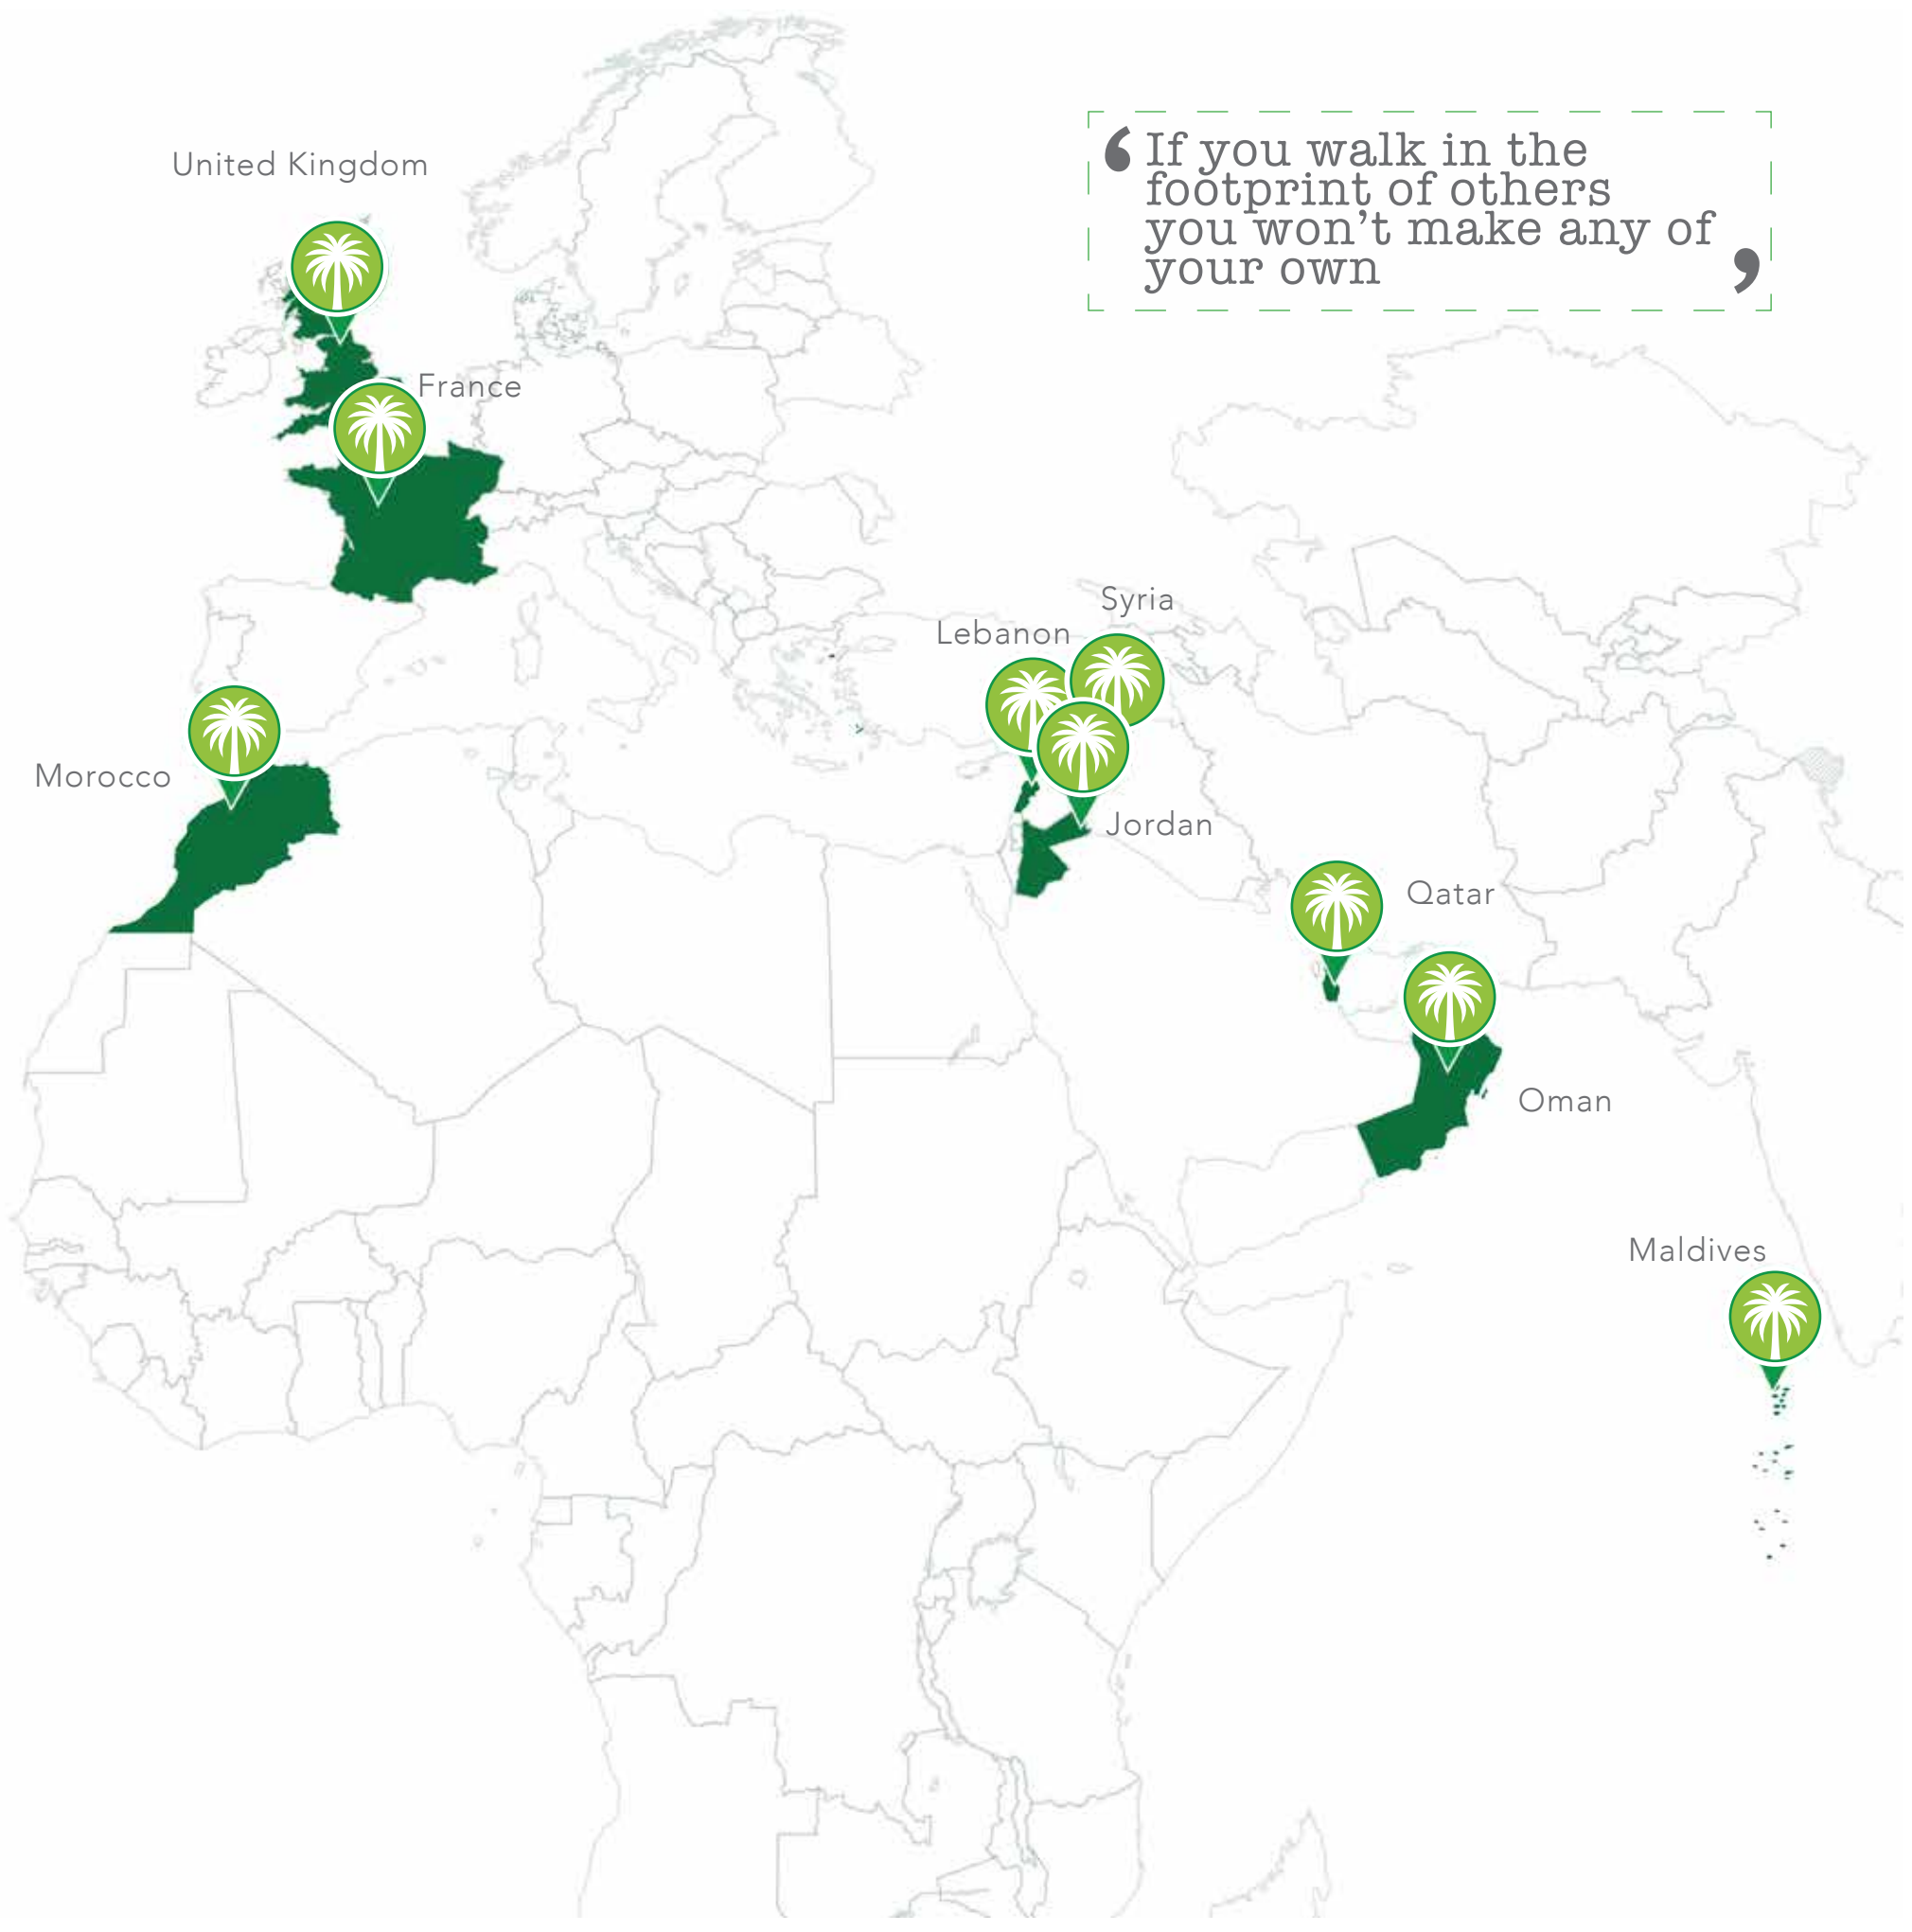 United Kingdom
‘ If you walk in the
footprint of others
you won’t make any of
your own ’
France
Syria
Lebanon
Morocco
Jordan
Qatar
Oman
Maldives